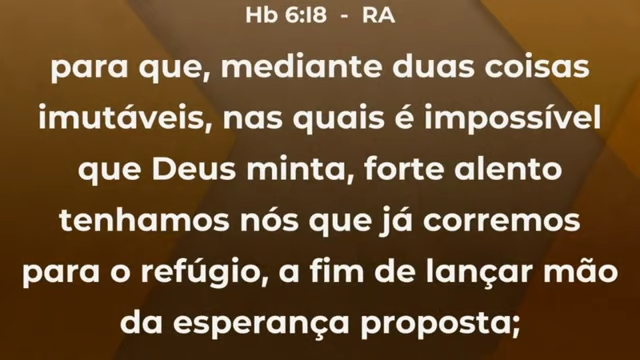 Hb 6:18 - RA
para que, mediante duas coisas
imutáveis, nas quais é impossível
que Deus minta, forte alento
tenhamos nós que já corremos
para o refúgio, a fim de lançar mão
da esperança proposta;